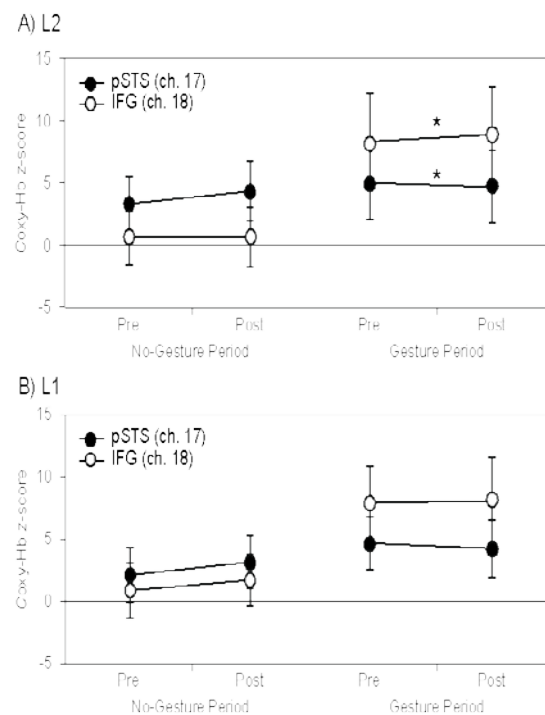 A) L2
15
pSTS (ch. 17)
IFG (ch. 18)
10
*
5
*
0
-5
Coxy-Hb z-score
Pre Post Pre Post
No-Gesture Period Gesture Period
B) L1
15
pSTS (ch. 17)
IFG (ch. 18)
10
5
0
-5
Coxy-Hb z-score
Pre Post Pre Post
No-Gesture Period Gesture Period